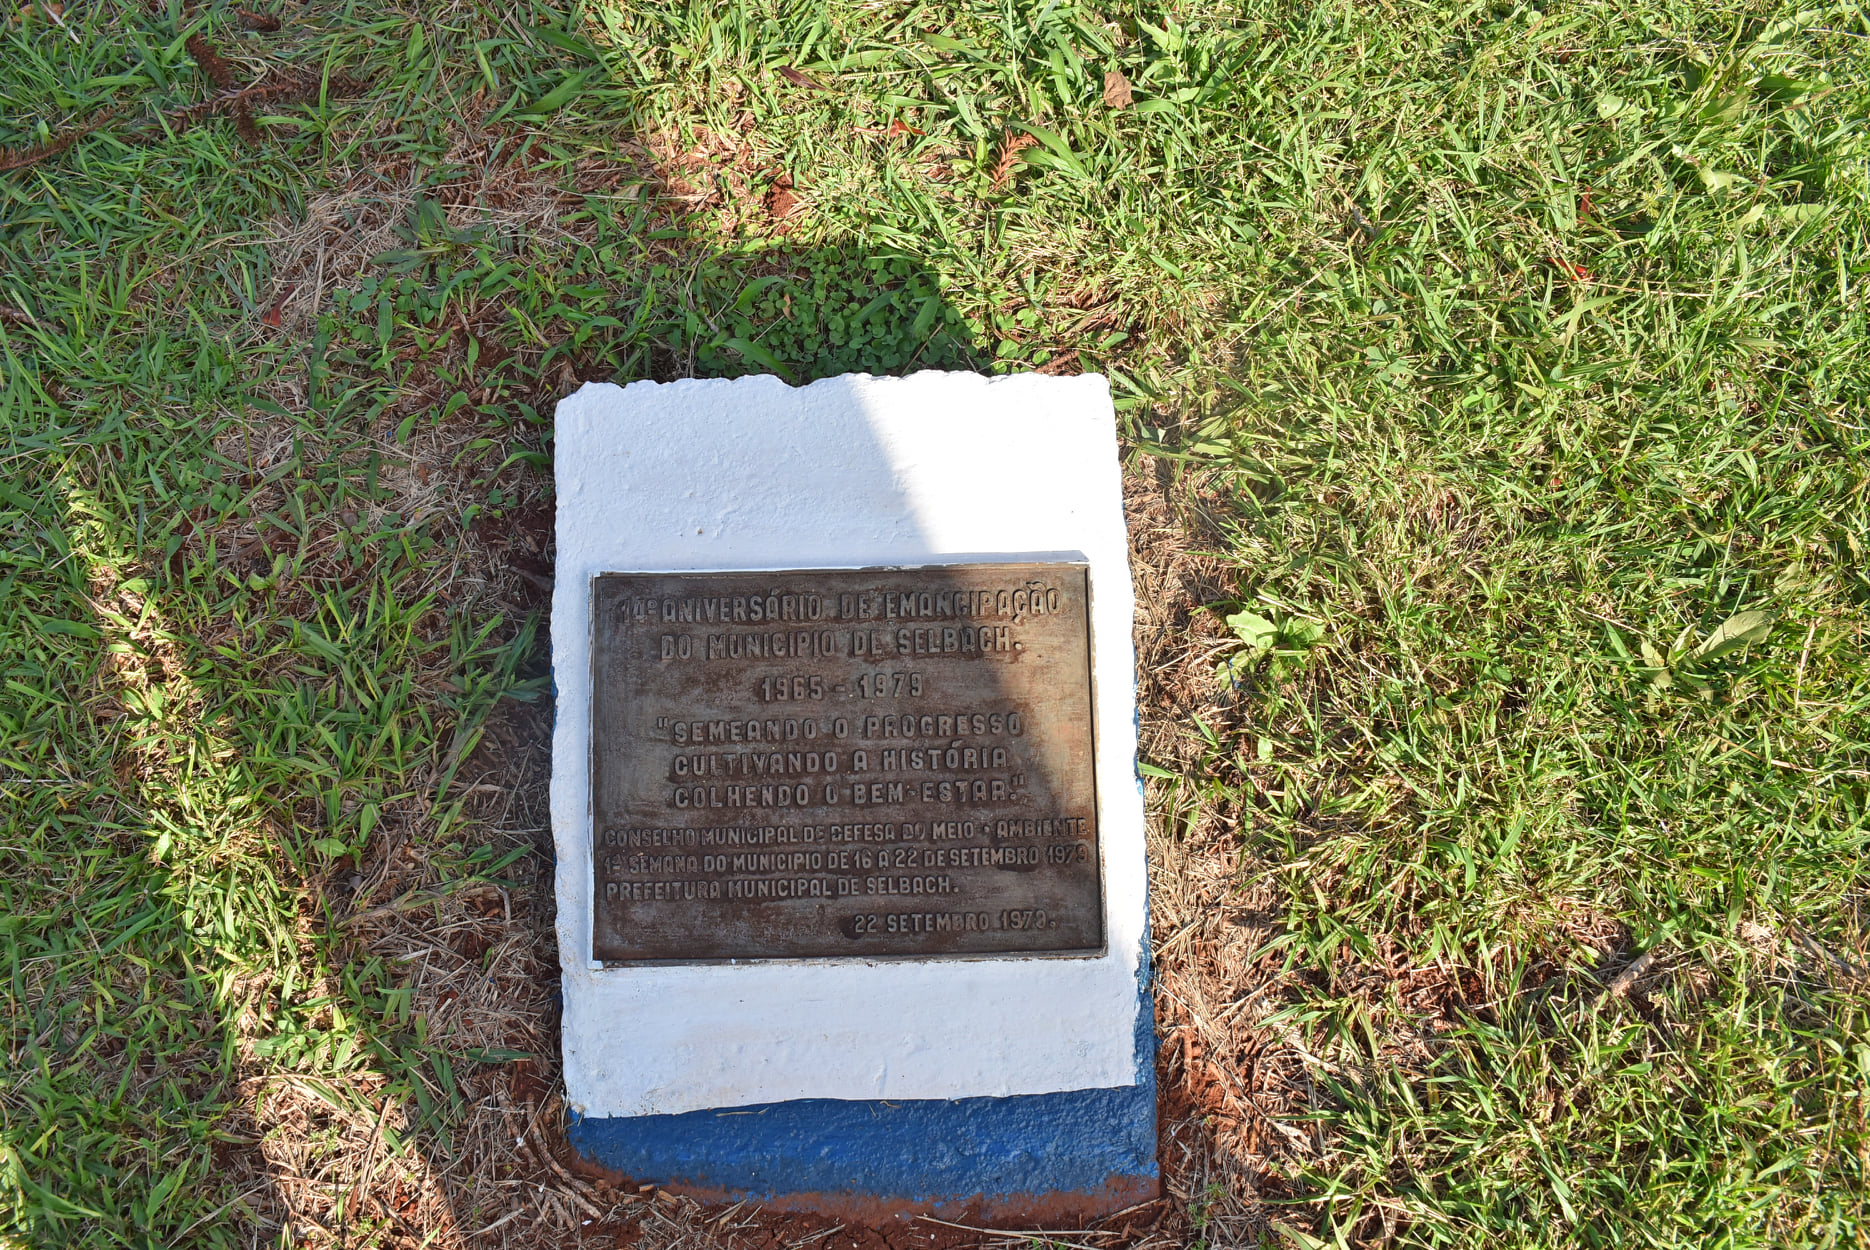 14º ANIVERSÁRIO DE EMANCIPAÇÃO
DO MUNICIPIO DE SELBACH.
1965 - 1979
"SEMEANDO O PROGRESSO
CULTIVANDO A HISTÓRIA
COLHENDO O BEM-ESTAR."
CONSELHO MUNICIPAL DE DEFESA DO MEIO - AMBIENTE
1ª SEMANA DO MUNICIPIO DE 16 A 22 DE SETEMBRO 1979
PREFEITURA MUNICIPAL DE SELBACH.
22 SETEMBRO 1979.